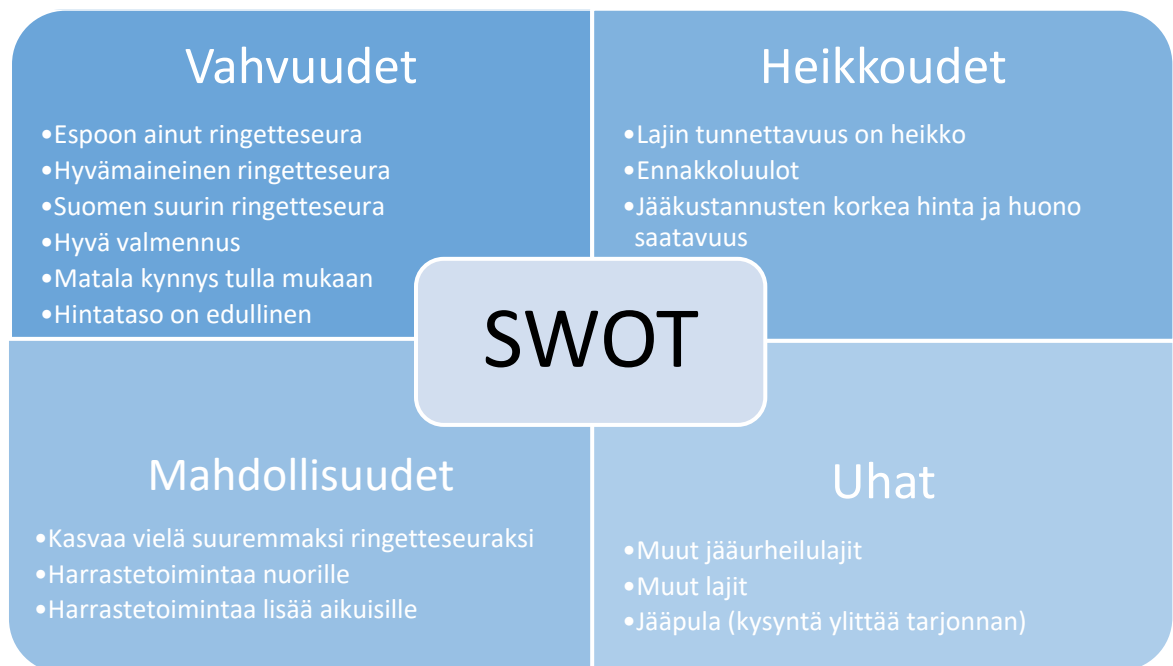 Vahvuudet
•Espoon ainut ringetteseura
•Hyvämaineinen ringetteseura
•Suomen suurin ringetteseura
•Hyvä valmennus
•Matala kynnys tulla mukaan
•Hintataso on edullinen
Heikkoudet
•Lajin tunnettavuus on heikko
•Ennakkoluulot
•Jääkustannusten korkea hinta ja huono
saatavuus
SWOT
Mahdollisuudet
•Kasvaa vielä suuremmaksi ringetteseuraksi
•Harrastetoimintaa nuorille
•Harrastetoimintaa lisää aikuisille
Uhat
•Muut jääurheilulajit
•Muut lajit
•Jääpula (kysyntä ylittää tarjonnan)